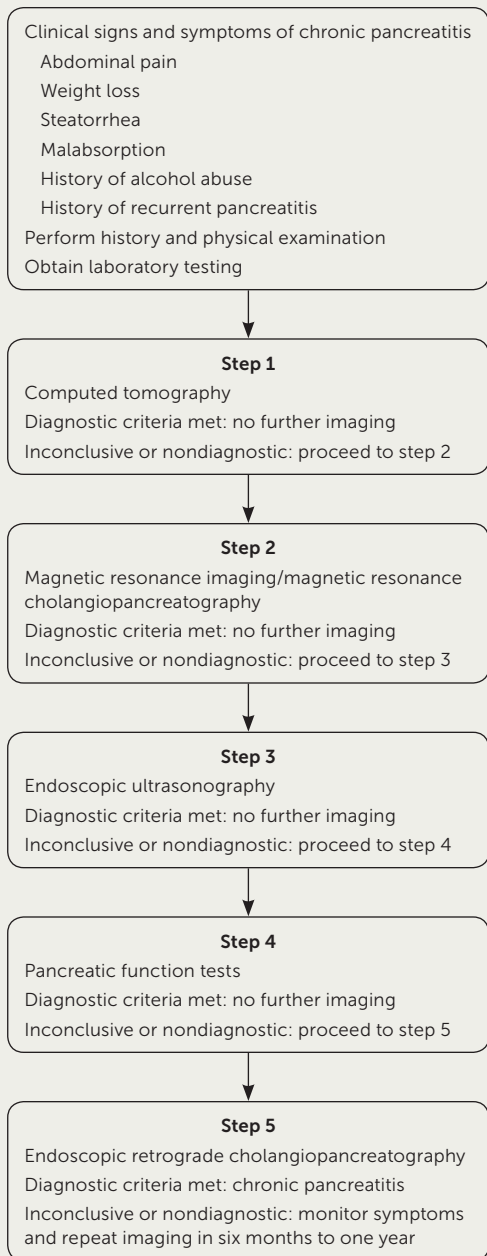 Clinical signs and symptoms of chronic pancreatitis
Abdominal pain
Weight loss
Steatorrhea
Malabsorption
History of alcohol abuse
History of recurrent pancreatitis
Perform history and physical examination
Obtain laboratory testing
Step 1
Computed tomography
Diagnostic criteria met: no further imaging
Inconclusive or nondiagnostic: proceed to step 2
Step 2
Magnetic resonance imaging/magnetic resonance
cholangiopancreatography
Diagnostic criteria met: no further imaging
Inconclusive or nondiagnostic: proceed to step 3
Step 3
Endoscopic ultrasonography
Diagnostic criteria met: no further imaging
Inconclusive or nondiagnostic: proceed to step 4
Step 4
Pancreatic function tests
Diagnostic criteria met: no further imaging
Inconclusive or nondiagnostic: proceed to step 5
Step 5
Endoscopic retrograde cholangiopancreatography
Diagnostic criteria met: chronic pancreatitis
Inconclusive or nondiagnostic: monitor symptoms
and repeat imaging in six months to one year